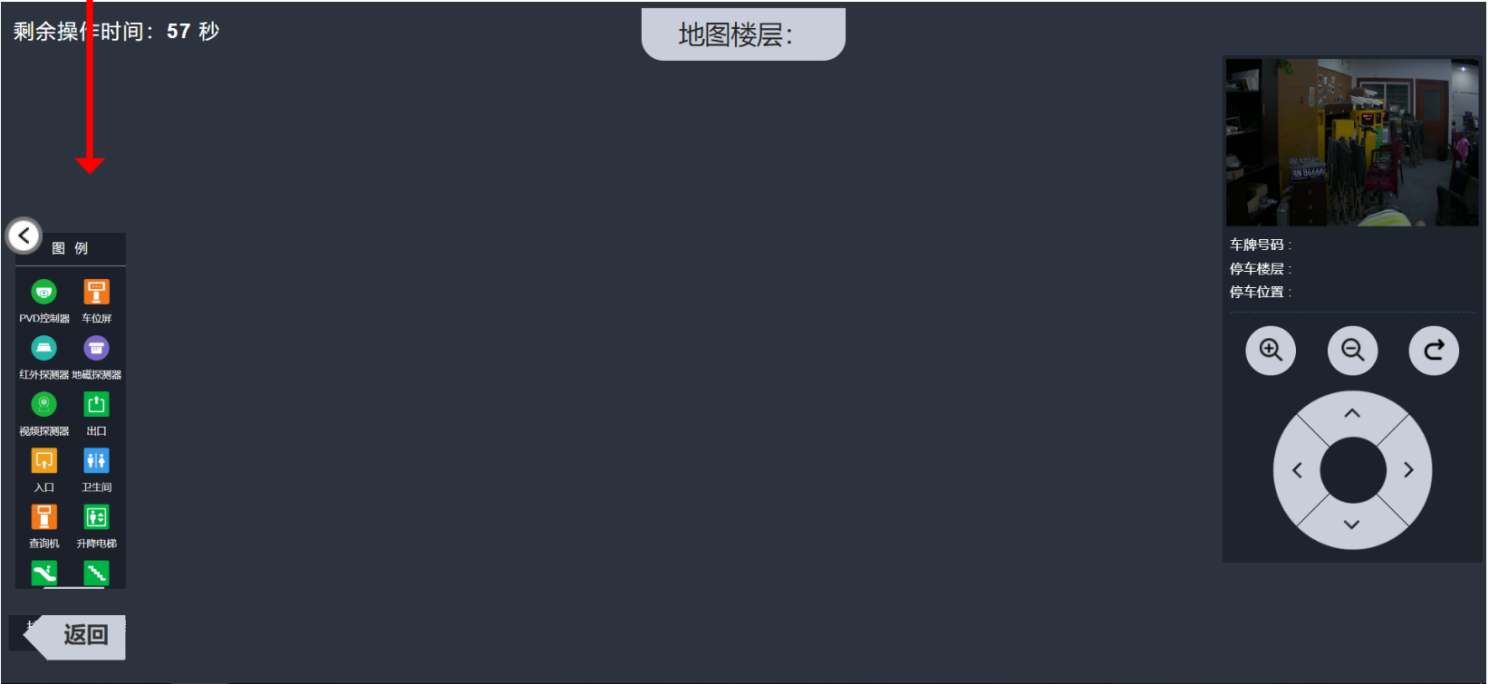 剩余操作时间：57 秒
地图楼层：
车牌号码：
停车楼层：
停车位置：
图 例
PVD控制器 车位屏
红外探测器 地磁探测器
视频探测器 出口
入口 卫生间
查询机 升降电梯
返回